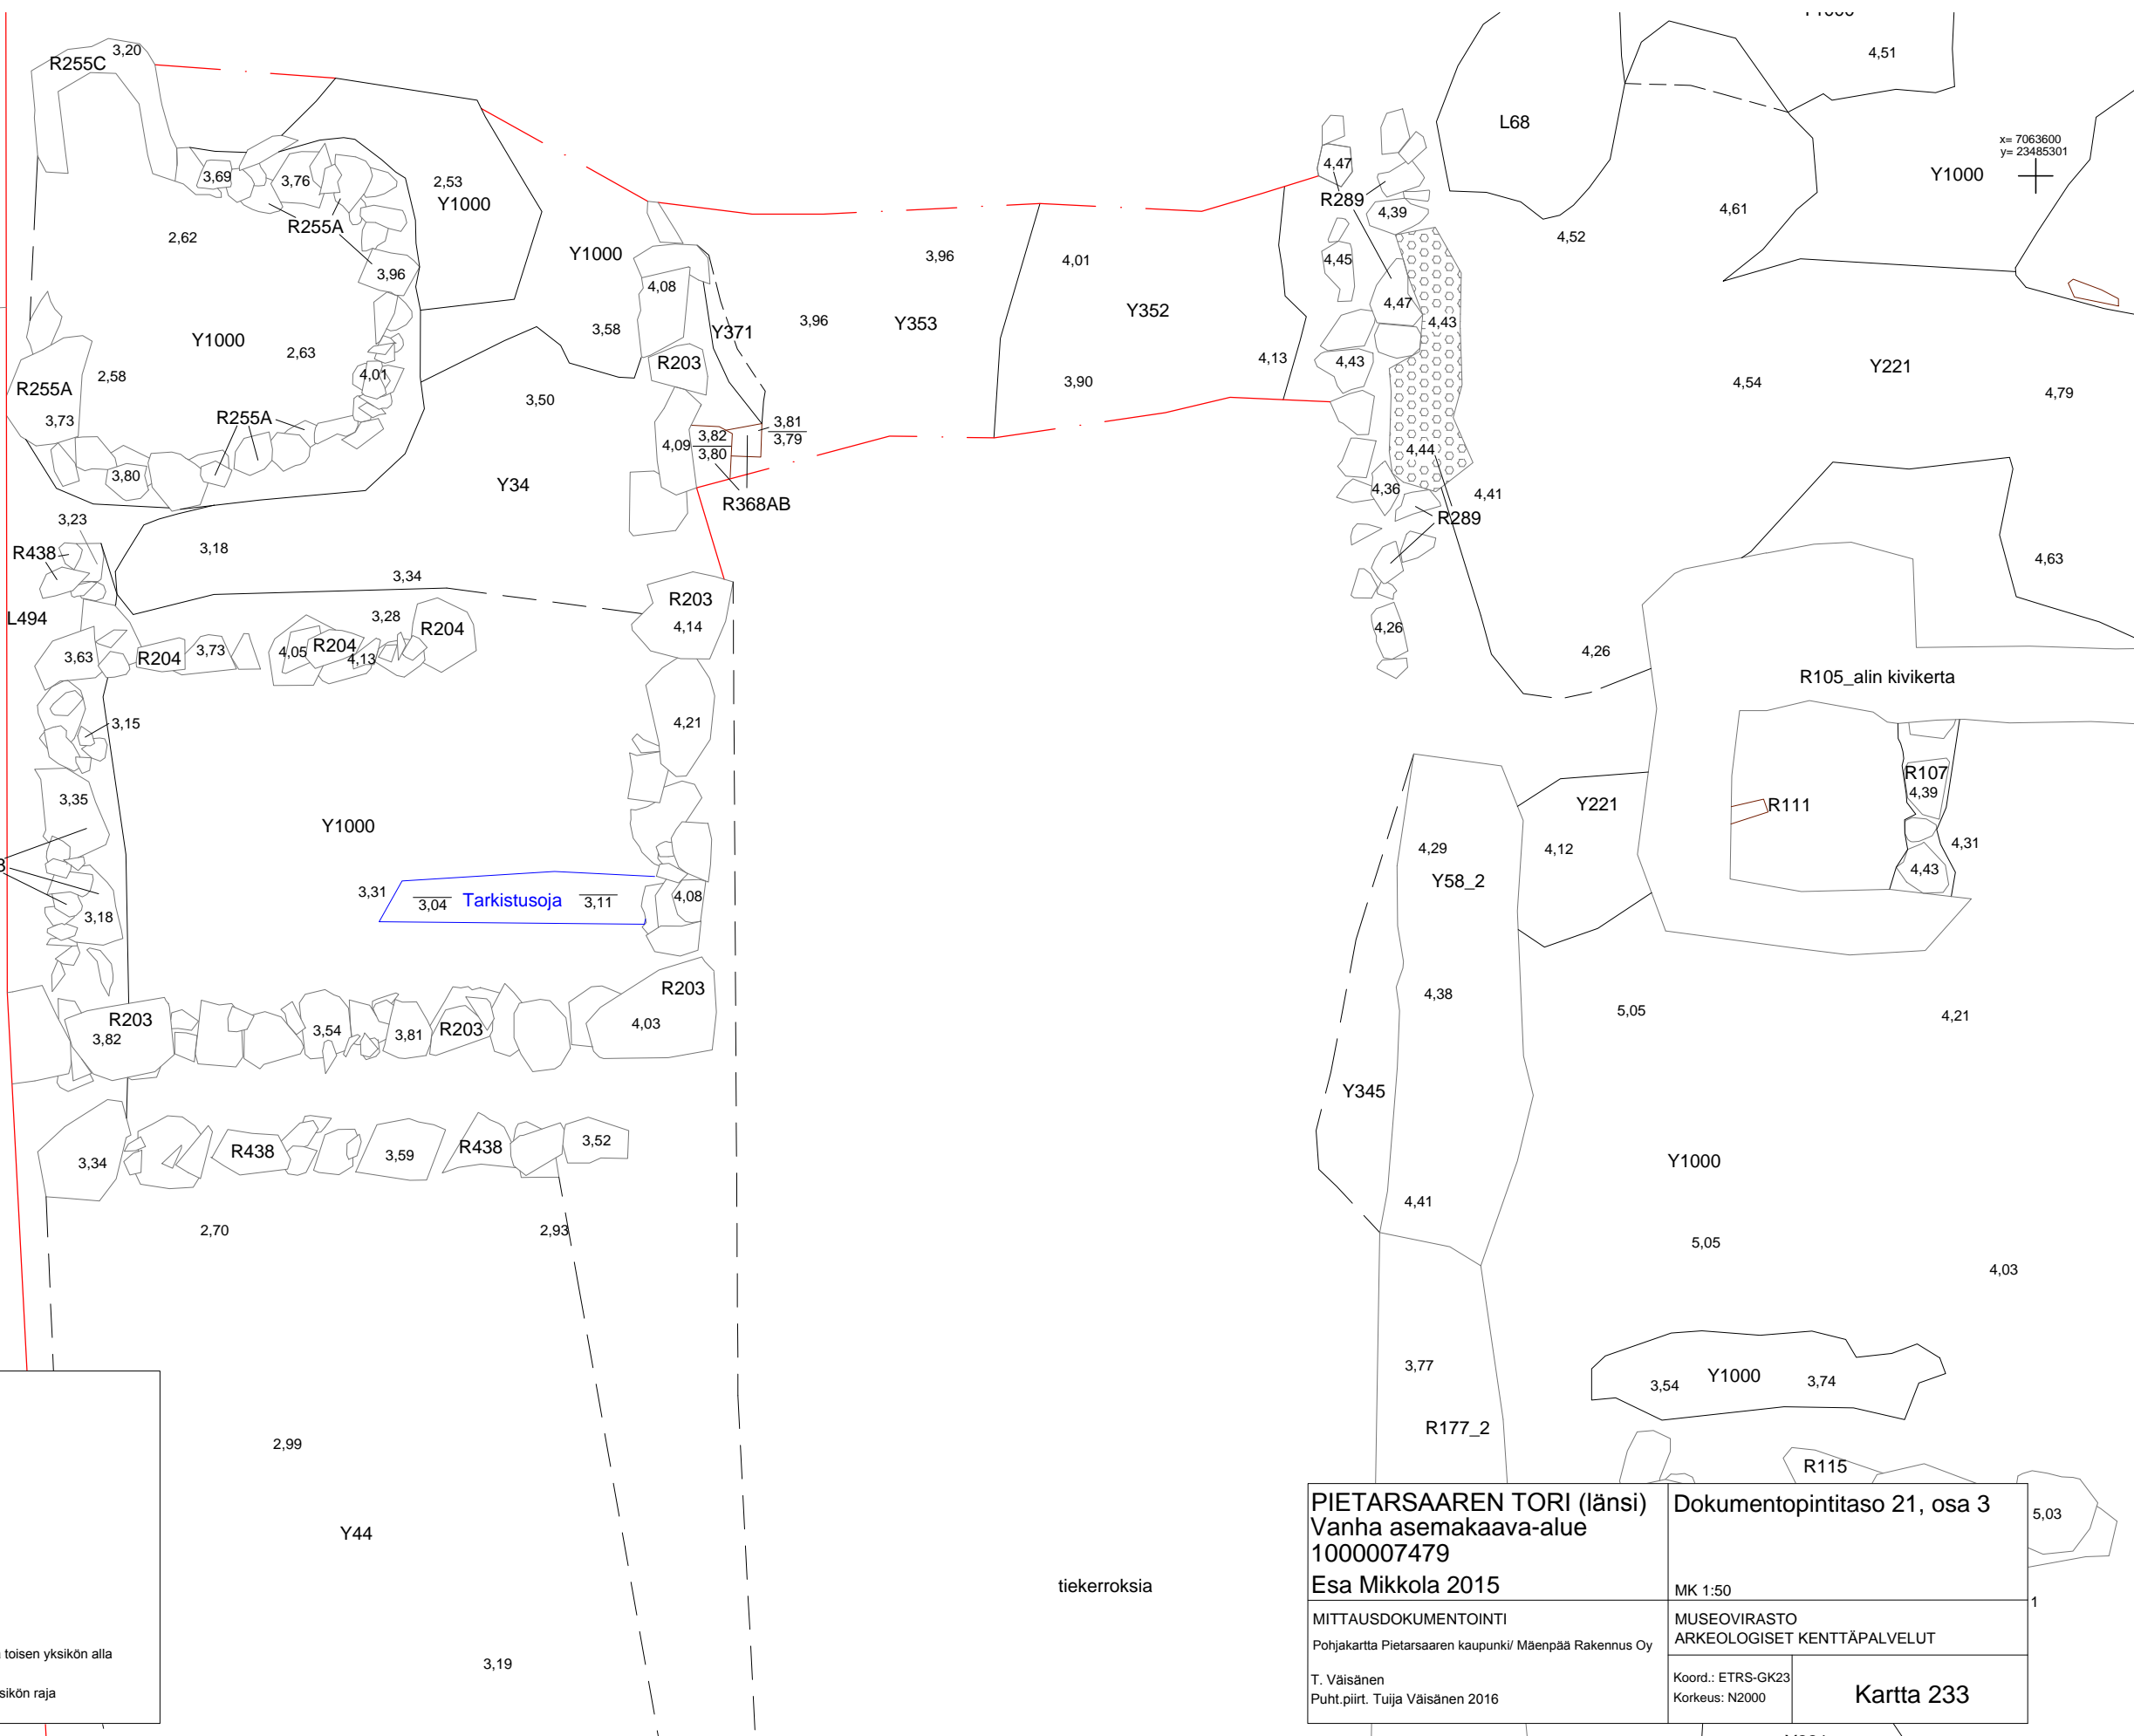 R255C
3,20
4,51
L68
x= 7063600
y= 23485301
Y1000
3,69
3,76
2,53
Y1000
4,47
R289
4,39
4,61
R255A
2,62
4,52
Y1000
3,96
3,96
4,01
4,45
4,08
4,47
Y1000
2,63
3,58
Y371
3,96
Y353
Y352
4,43
R203
4,13
4,43
Y221
R255A
2,58
4,01
3,90
4,54
4,79
3,73
R255A
3,50
4,09
3,82
3,80
3,81
3,79
4,44
3,80
Y34
R368AB
4,36
4,41
R289
3,23
R438
3,18
3,34
4,63
L494
3,28
R203
4,14
R204
3,63
R204
3,73
4,05
R204
4,13
4,26
4,26
R105_alin kivikerta
3,15
4,21
3,35
Y1000
Y221
R111
R107
4,39
4,29
4,12
4,31
Y58_2
4,43
3,31
3,04
Tarkistusoja
3,11
4,08
3,18
R203
3,82
3,54
3,81
R203
R203
4,03
4,38
5,05
4,21
Y345
3,34
R438
3,59
R438
3,52
Y1000
2,70
2,93
4,41
5,05
4,03
3,77
3,54
Y1000
3,74
R177_2
2,99
R115
5,03
Y44
tiekerroksia
3,19
toisen yksikön alla
sikön raja
PIETARSAAREN TORI (länsi)
Vanha asemakaava-alue
1000007479
Esa Mikkola 2015
Dokumentopintitaso 21, osa 3
MK 1:50
1
MITTAUSDOKUMENTOINTI
Pohjakartta Pietarsaaren kaupunki/ Mäenpää Rakennus Oy
T. Väisänen
Puht.piirt. Tuija Väisänen 2016
MUSEOVIRASTO
ARKEOLOGISET KENTTÄPALVELUT
Koord.: ETRS-GK23
Korkeus: N2000
Kartta 233